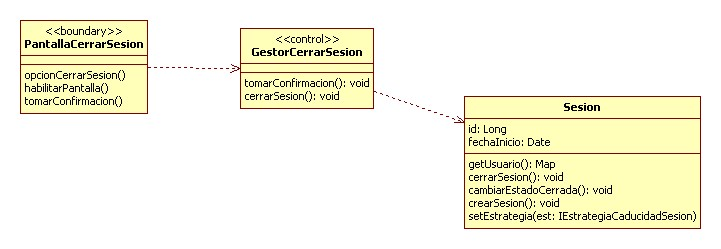 <<boundary>>
PantallaCerrarSesion
opcionCerrarSesion()
habilitarPantalla()
tomarConfirmacion()
<<control>>
GestorCerrarSesion
tomarConfirmacion(): void
cerrarSesion(): void
Sesion
id: Long
fechaInicio: Date
getUsuario(): Map
cerrarSesion(): void
cambiarEstadoCerrada(): void
crearSesion(): void
setEstrategia(est: IEstrategiaCaducidadSesion)